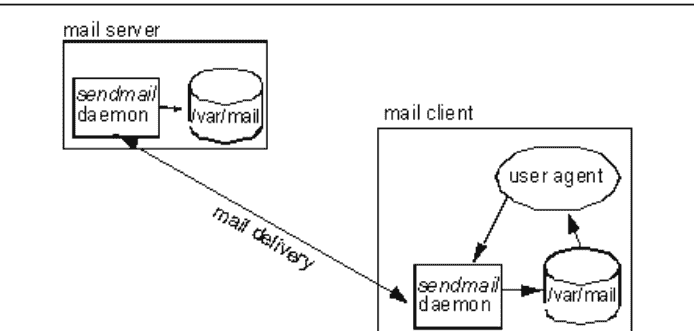 mail server
sendmail
daemon
/var/mail
mail client
user agent
mail delivery
sendmail
daemon
/var/mail